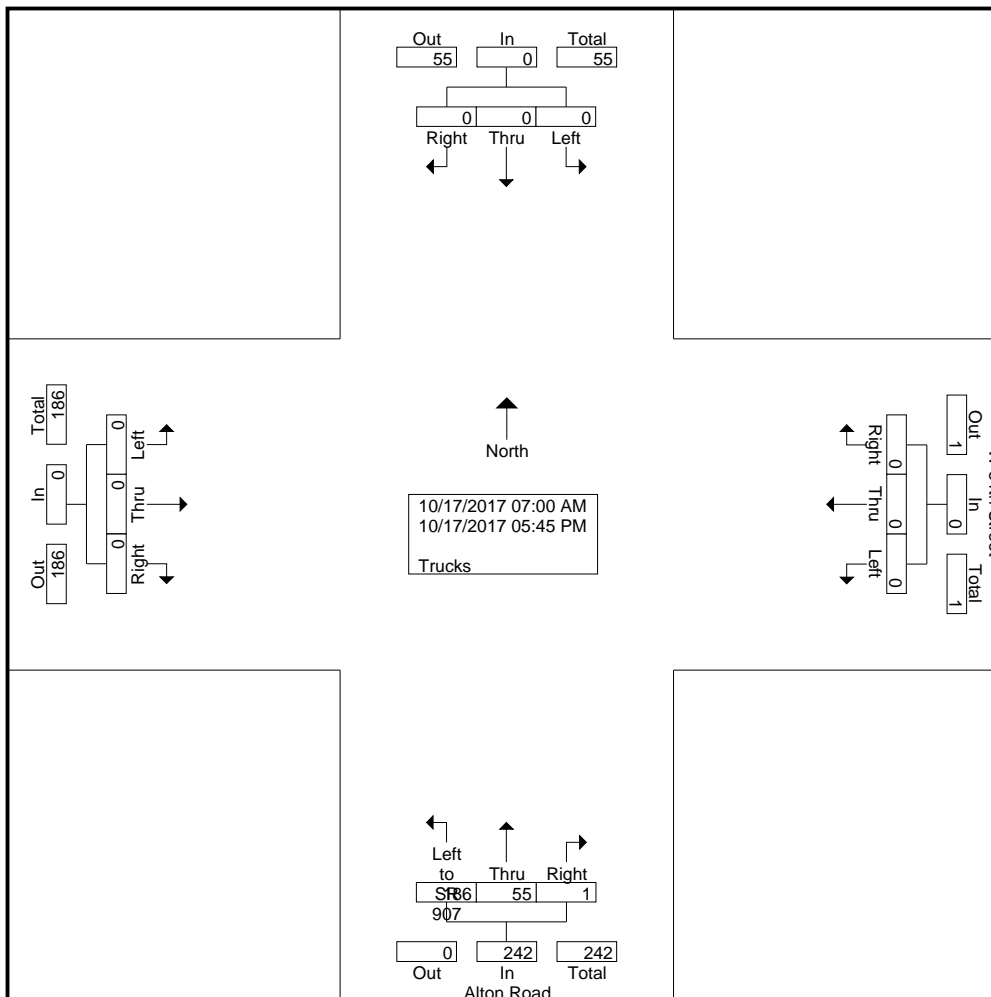 Out In Total
55 0 55
0 0 0
Right Thru Left
Total 186
In 0
Out 186
0 Left
0 Thru
0 Right
North
10/17/2017 07:00 AM
10/17/2017 05:45 PM
Trucks
Right 0
Thru 0
Left 0
Out 1
In 0
Total 1
Left
to Thru Right
SR 186 55 1
907
0 242 242
Out In Total
Alton Road